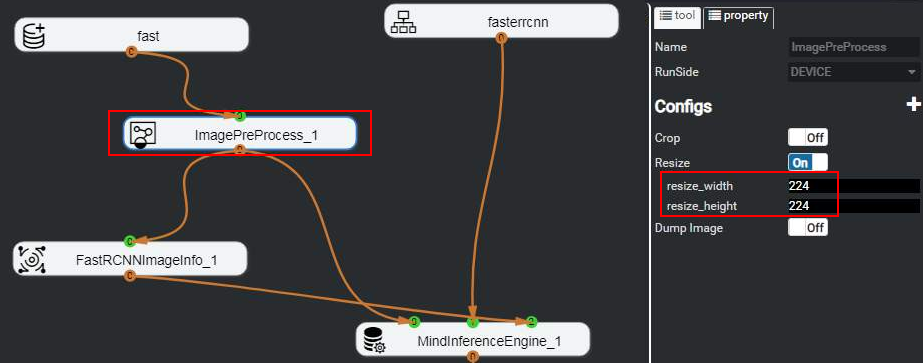 fast
fasterrcnn
ImagePreProcess_1
FastRCNNImageInfo_1
MindInferenceEngine_1
tool property
Name ImagePreProcess
RunSide DEVICE
Configs +
Crop Off
Resize On
resize_width 224
resize_height 224
Dump Image Off